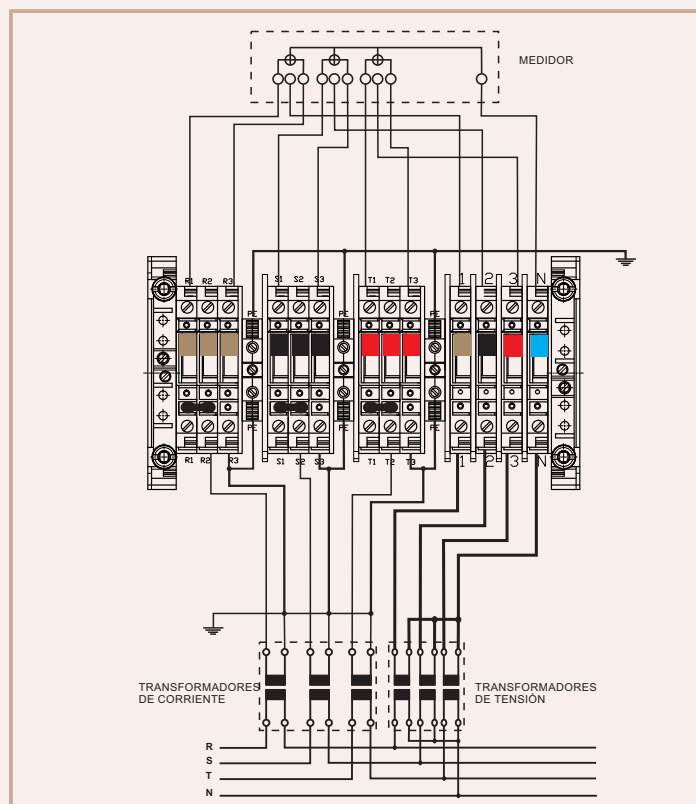 MEDIDOR
R1 R2 R3 S1 S2 S3 T1 T2 T3 1 2 3 N
PE PE PE
PE PE PE
R1 R2 R3 S1 S2 S3 T1 T2 T3 1 2 3 N
TRANSFORMADORES
DE CORRIENTE
TRANSFORMADORES
DE TENSIÓN
R
S
T
N